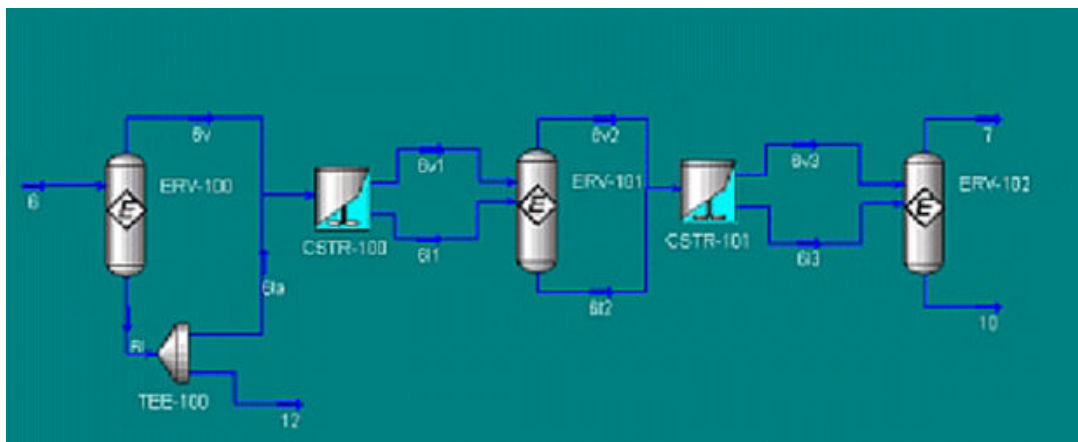 6v
6v1
6v2
6v3
7
E
ERV-100
E
ERV-101
E
ERV-102
6
CSTR-100
CSTR-101
6l1
6l3
6la
6l2
10
6l
TEE-100
12